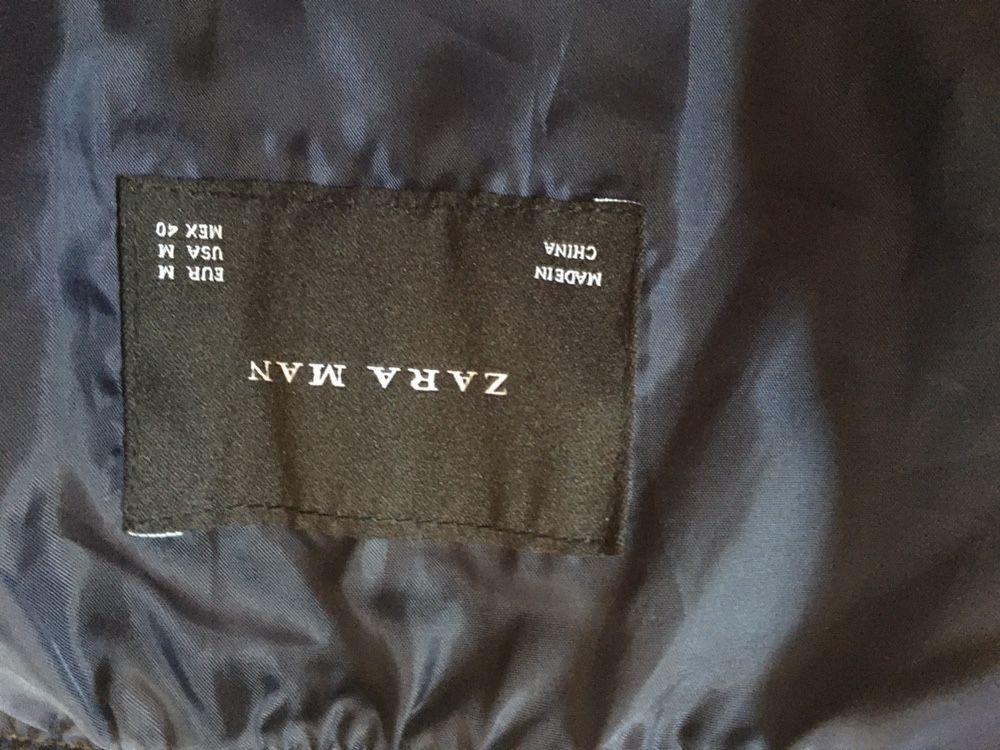 ZARA MAN
MADE IN
CHINA
EUR M
USA M
MEX 40